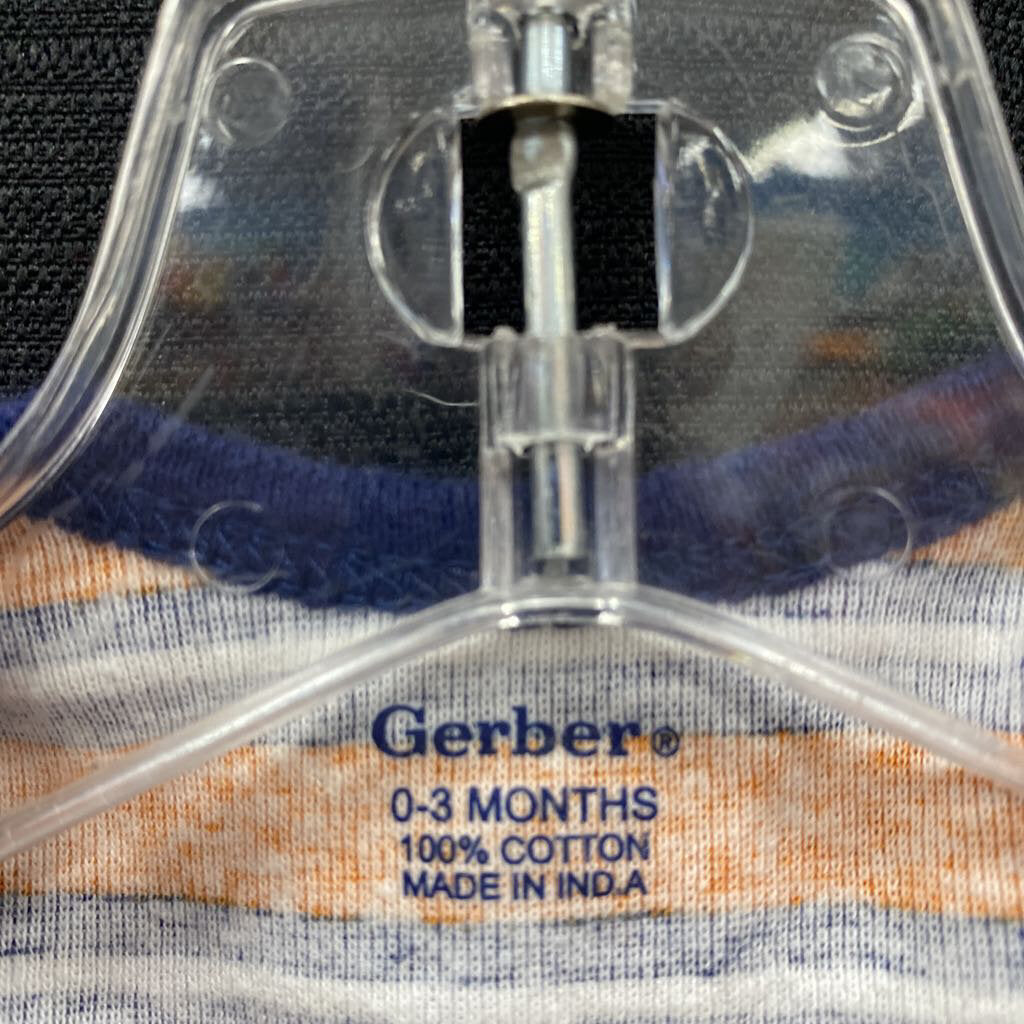 Gerber®
0-3 MONTHS
100% COTTON
MADE IN IND.A